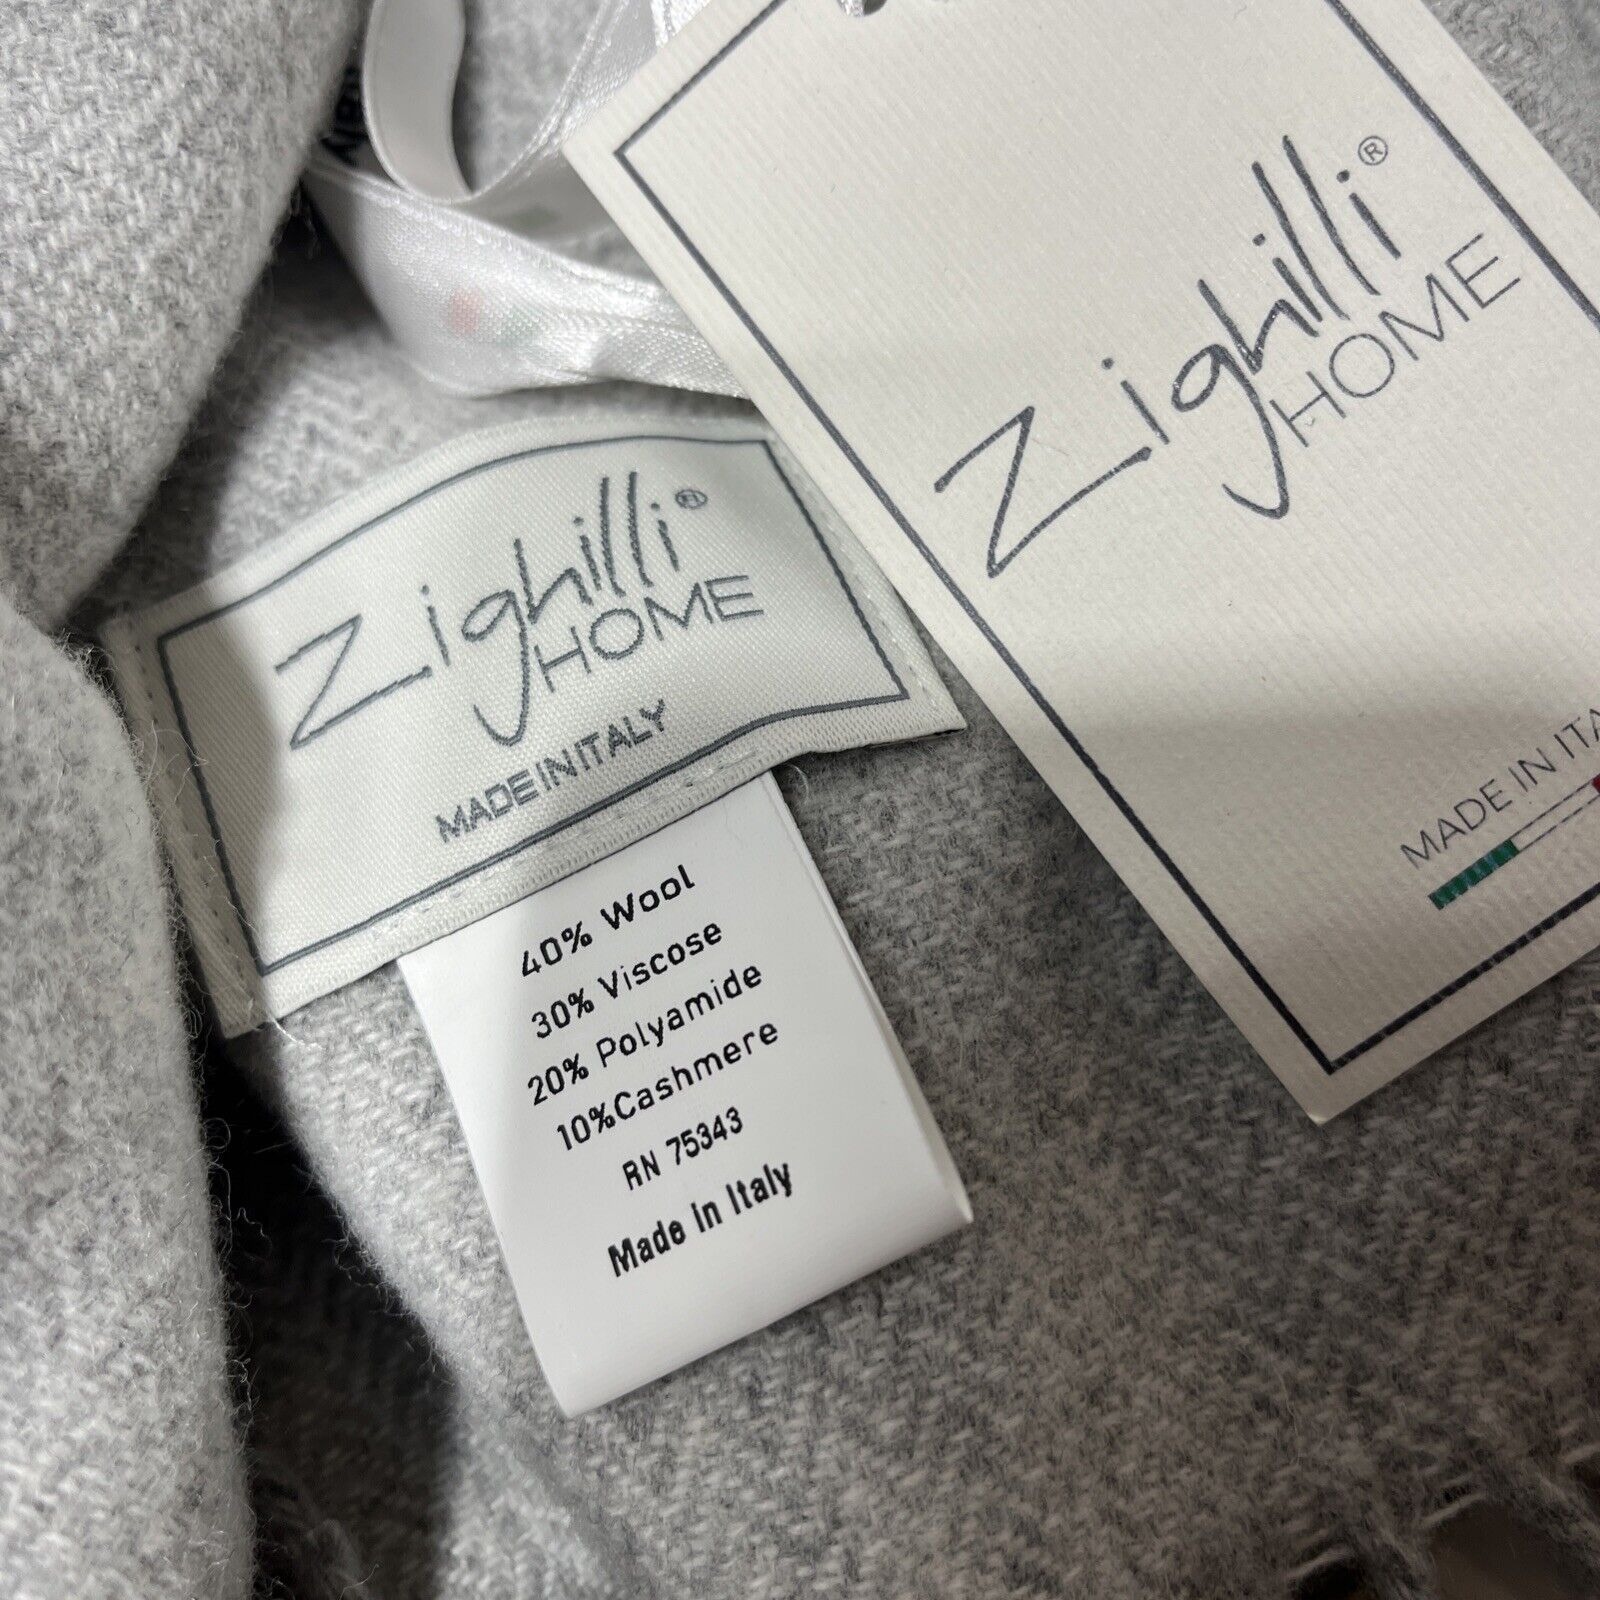 Zighilli®
HOME
MADE IN ITA
Zighilli®
HOME
MADE IN ITALY
40% Wool
30% Viscose
20% Polyamide
10%Cashmere
RN 75343
Made in Italy